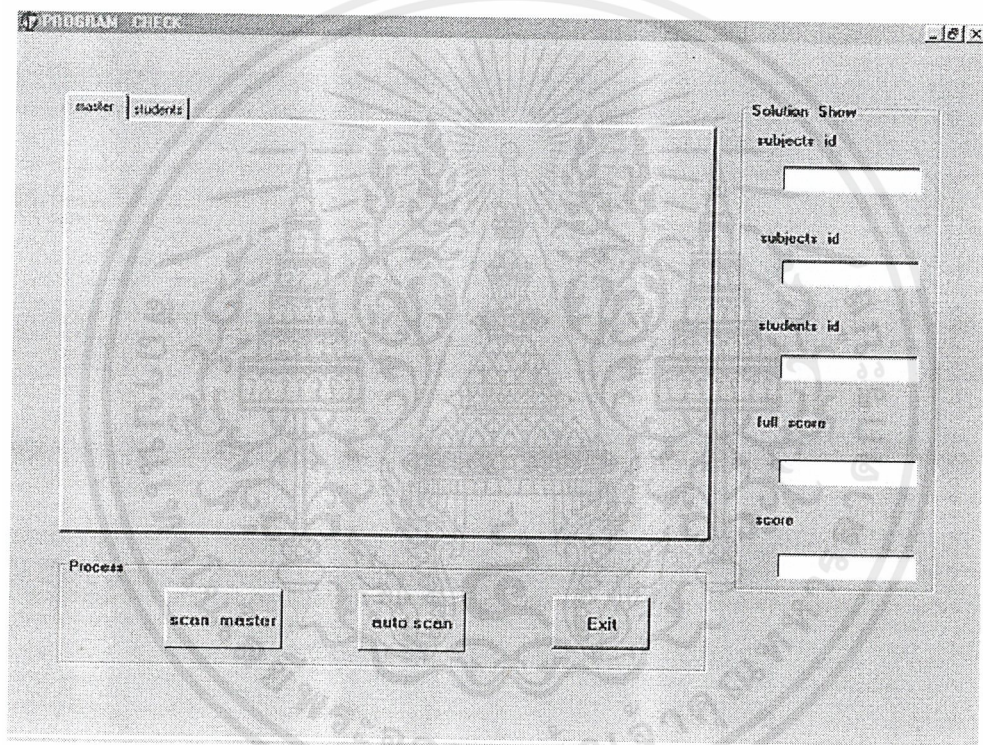 PROGRAM CHECK
master
students
Solution Show
subjects id
subjects id
students id
full score
score
Process
scan master
auto scan
Exit